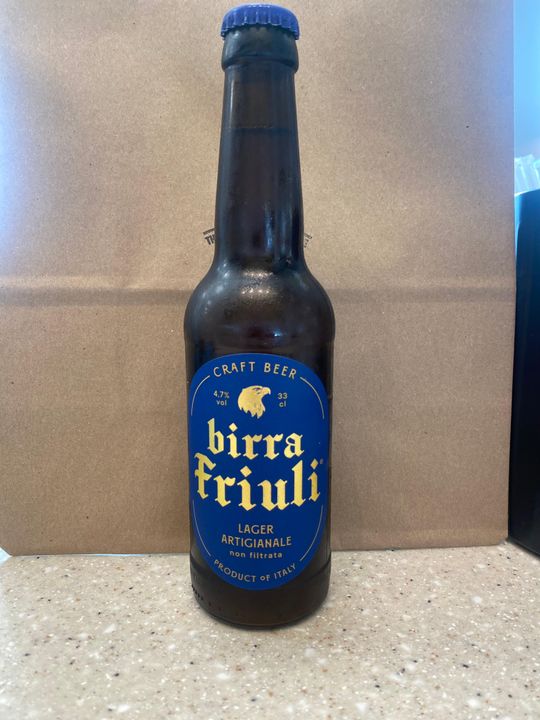 CRAFT BEER
4,7% vol
33 cl
birra
Friuli
LAGER
ARTIGIANALE
non filtrata
PRODUCT OF ITALY